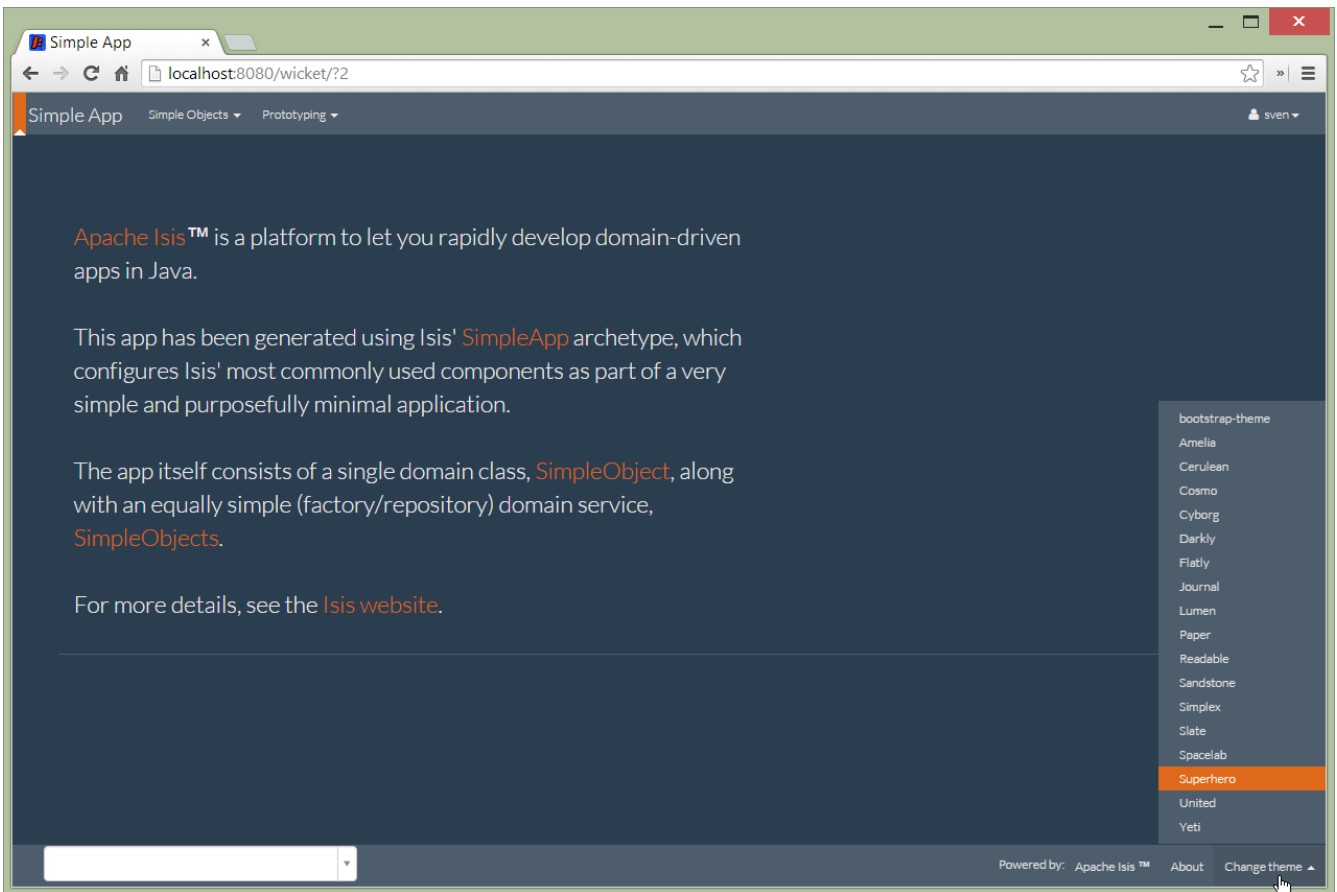 Simple App
localhost:8080/wicket/?2
Simple App Simple Objects Prototyping sven
Apache Isis™ is a platform to let you rapidly develop domain-driven
apps in Java.
This app has been generated using Isis' SimpleApp archetype, which
configures Isis' most commonly used components as part of a very
simple and purposefully minimal application.
The app itself consists of a single domain class, SimpleObject, along
with an equally simple (factory/repository) domain service,
SimpleObjects.
For more details, see the Isis website.
bootstrap-theme
Amelia
Cerulean
Cosmo
Cyborg
Darkly
Flatly
Journal
Lumen
Paper
Readable
Sandstone
Simplex
Slate
Spacelab
Superhero
United
Yeti
Powered by: Apache Isis ™ About Change theme